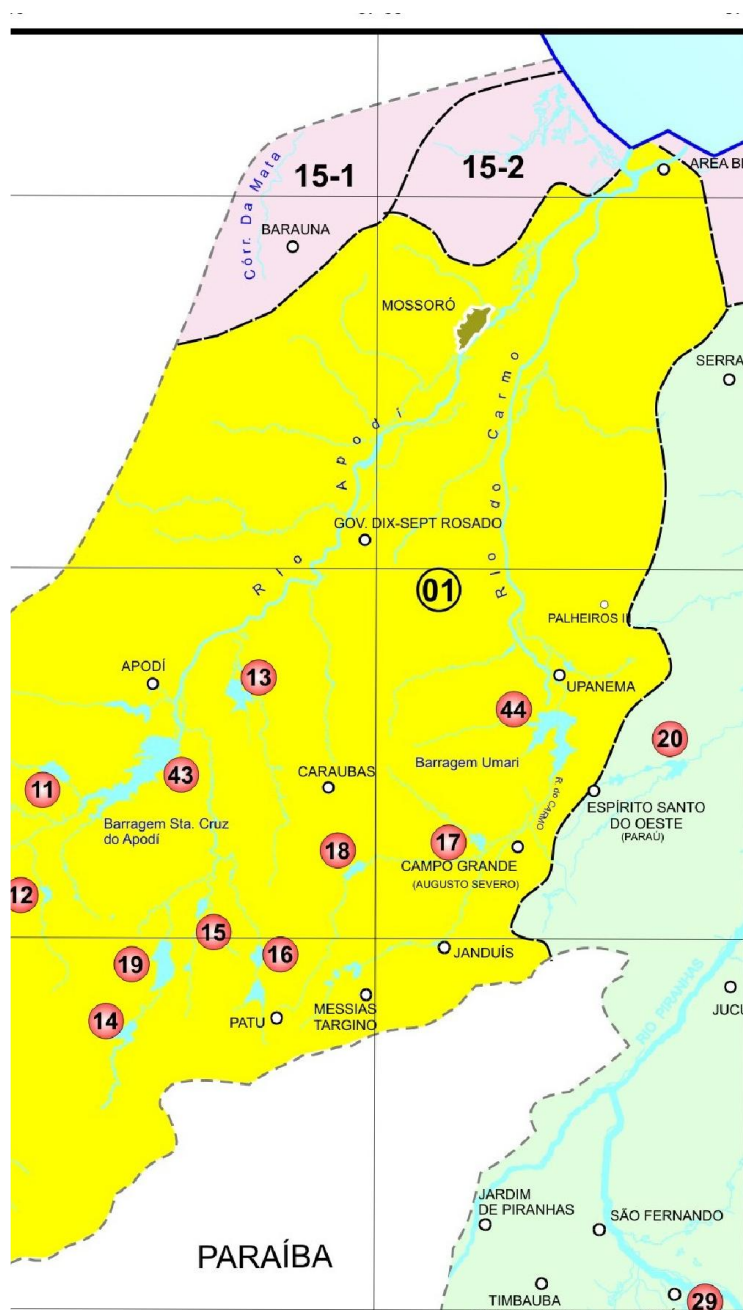 15-1
15-2
AREA
Córr. Da Mata
BARAUNA
MOSSORÓ
SERRA
Rio Apodí
Rio do Carmo
GOV. DIX-SEPT ROSADO
01
PALHEIROS II
APODÍ
13
UPANEMA
44
20
11
43
CARAUBAS
Barragem Umari
R. do CARMO
ESPÍRITO SANTO
DO OESTE
(PARAÚ)
Barragem Sta. Cruz
do Apodí
18
17
CAMPO GRANDE
(AUGUSTO SEVERO)
12
15
16
19
JANDUÍS
14
PATU
MESSIAS
TARGINO
RIO PIRANHAS
JUCU
JARDIM
DE PIRANHAS
SÃO FERNANDO
PARAÍBA
TIMBAUBA
29